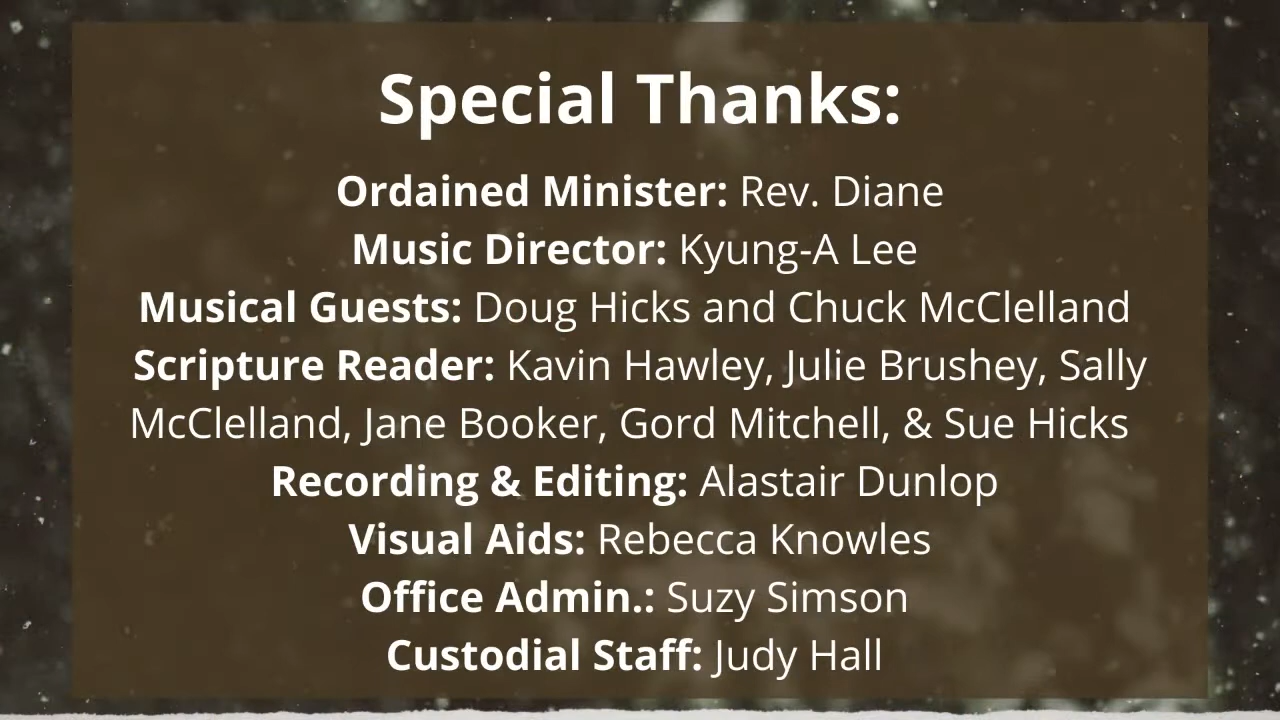 Special Thanks:
Ordained Minister: Rev. Diane
Music Director: Kyung-A Lee
Musical Guests: Doug Hicks and Chuck McClelland
Scripture Reader: Kavin Hawley, Julie Brushey, Sally
McClelland, Jane Booker, Gord Mitchell, & Sue Hicks
Recording & Editing: Alastair Dunlop
Visual Aids: Rebecca Knowles
Office Admin.: Suzy Simson
Custodial Staff: Judy Hall